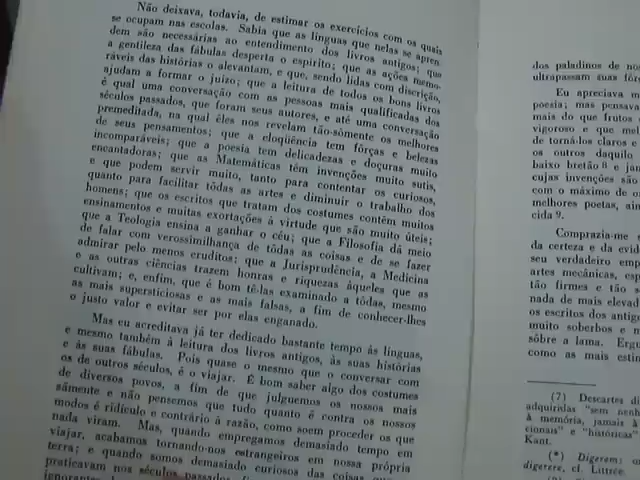 Não deixava, todavia, de estimar os exercícios com os quais
se ocupam nas escolas. Sabia que as línguas que nelas se apren
dem são necessárias ao entendimento dos livros antigos; que
a gentileza das fábulas desperta o espírito; que as ações memo-
ráveis das histórias o alevantam, e que, sendo lidas com discrição,
ajudam a formar o juízo; que a leitura de todos os bons livros
é qual uma conversação com as pessoas mais qualificadas dos
séculos passados, que foram seus autores, e até uma conversação
premeditada, na qual êles nos revelam tão-sòmente os melhores
de seus pensamentos; que a eloqüência tem fôrças e belezas
incomparáveis; que a poesia tem delicadezas e doçuras muito
encantadoras; que as Matemáticas têm invenções muito sutis,
e que podem servir muito, tanto para contentar os curiosos,
quanto para facilitar tôdas as artes e diminuir o trabalho dos
homens; que os escritos que tratam dos costumes contêm muitos
ensinamentos e muitas exortações à virtude que são muito úteis;
que a Teologia ensina a ganhar o céu; que a Filosofia dá meio
de falar com verossimilhança de tôdas as coisas e de se fazer
admirar pelo menos eruditos; que a Jurisprudência, a Medicina
e as outras ciências trazem honras e riquezas àqueles que as
cultivam; e, enfim, que é bom tê-las examinado a tôdas, mesmo
as mais supersticiosas e as mais falsas, a fim de conhecer-lhes
o justo valor e evitar ser por elas enganado.
Mas eu acreditava já ter dedicado bastante tempo às línguas,
e mesmo também à leitura dos livros antigos, às suas histórias
e às suas fábulas. Pois quase o mesmo que o conversar com
os de outros séculos, é o viajar. É bom saber algo dos costumes
de diversos povos, a fim de que julguemos os nossos mais
sãmente e não pensemos que tudo quanto é contra os nossos
modos é ridículo e contrário à razão, como soem proceder os que
nada viram. Mas, quando empregamos demasiado tempo em
viajar, acabamos tornando-nos estrangeiros em nossa própria
terra; e quando somos demasiado curiosos das coisas que
praticavam nos séculos passados
dos paladinos de
ultrapassam suas
Eu apreciava
poesia; mas pensava
mais do que frutos
vigoroso e que
de torná-los claros e
os outros daquilo
baixo bretão 8 e
cujas invenções são
com o máximo de
melhores poetas,
cida 9.
Comprazia-me
da certeza e da
seu verdadeiro
artes mecânicas,
tão firmes e tão
nada de mais
os escritos dos
muito soberbos e
sôbre a lama.
como as mais
(7) Descartes
adquiridas "sem
à memória, jamais à
cionais" e "históricas"
Kant.
(*) Digerem:
digerere, cf. Littrée.